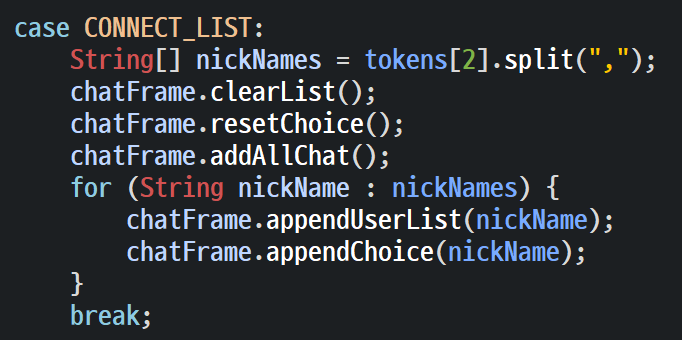 case CONNECT_LIST:
    String[] nickNames = tokens[2].split(",");
    chatFrame.clearList();
    chatFrame.resetChoice();
    chatFrame.addAllChat();
    for (String nickName : nickNames) {
        chatFrame.appendUserList(nickName);
        chatFrame.appendChoice(nickName);
    }
    break;